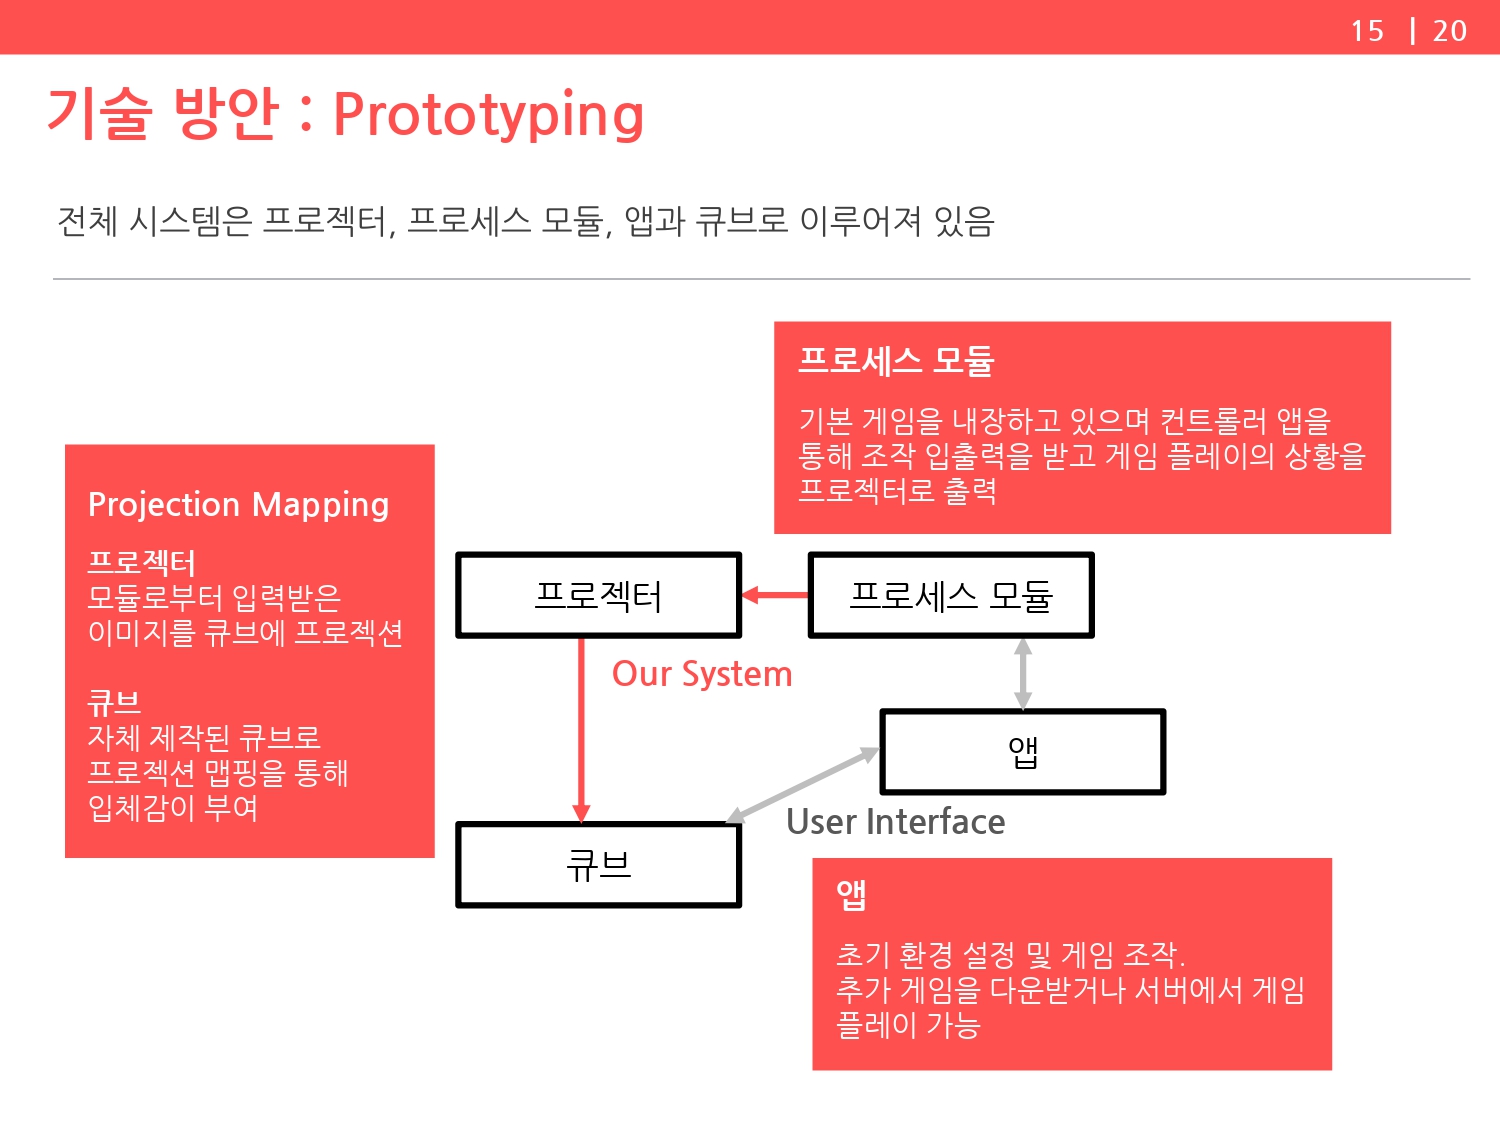 15 | 20
기술 방안 : Prototyping
전체 시스템은 프로젝터, 프로세스 모듈, 앱과 큐브로 이루어져 있음
프로세스 모듈
기본 게임을 내장하고 있으며 컨트롤러 앱을
통해 조작 입출력을 받고 게임 플레이의 상황을
프로젝터로 출력
Projection Mapping
프로젝터
모듈로부터 입력받은
이미지를 큐브에 프로젝션
큐브
자체 제작된 큐브로
프로젝션 맵핑을 통해
입체감이 부여
프로젝터
프로세스 모듈
Our System
앱
User Interface
큐브
앱
초기 환경 설정 및 게임 조작.
추가 게임을 다운받거나 서버에서 게임
플레이 가능